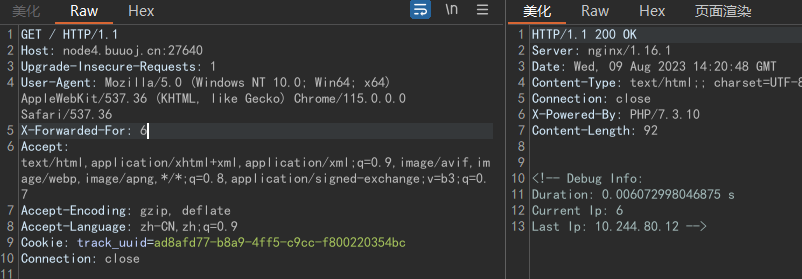 美化 Raw Hex \n
1 GET / HTTP/1.1
2 Host: node4.buuoj.cn:27640
3 Upgrade-Insecure-Requests: 1
4 User-Agent: Mozilla/5.0 (Windows NT 10.0; Win64; x64)
AppleWebKit/537.36 (KHTML, like Gecko) Chrome/115.0.0.0
Safari/537.36
5 X-Forwarded-For: 6
6 Accept:
text/html,application/xhtml+xml,application/xml;q=0.9,image/avif,im
age/webp,image/apng,*/*;q=0.8,application/signed-exchange;v=b3;q=0.
7
7 Accept-Encoding: gzip, deflate
8 Accept-Language: zh-CN,zh;q=0.9
9 Cookie: track_uuid=ad8afd77-b8a9-4ff5-c9cc-f800220354bc
10 Connection: close
11
美化 Raw Hex 页面渲染
1 HTTP/1.1 200 OK
2 Server: nginx/1.16.1
3 Date: Wed, 09 Aug 2023 14:20:48 GMT
4 Content-Type: text/html;; charset=UTF-8
5 Connection: close
6 X-Powered-By: PHP/7.3.10
7 Content-Length: 92
8
9
10 <!-- Debug Info:
11 Duration: 0.006072998046875 s
12 Current Ip: 6
13 Last Ip: 10.244.80.12 -->